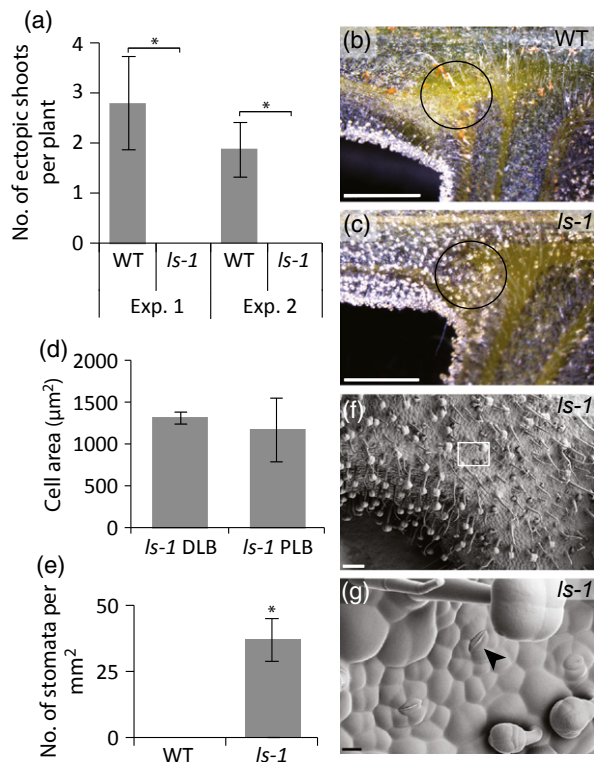 (a)
No. of ectopic shoots
per plant
4
3
2
1
0
*
*
WT ls-1 WT ls-1
Exp. 1 Exp. 2
(b) WT
(c) ls-1
(d)
Cell area (µm²)
2000
1500
1000
500
0
ls-1 DLB ls-1 PLB
(e)
No. of stomata per
mm²
50
25
0
*
WT ls-1
(f) ls-1
(g) ls-1